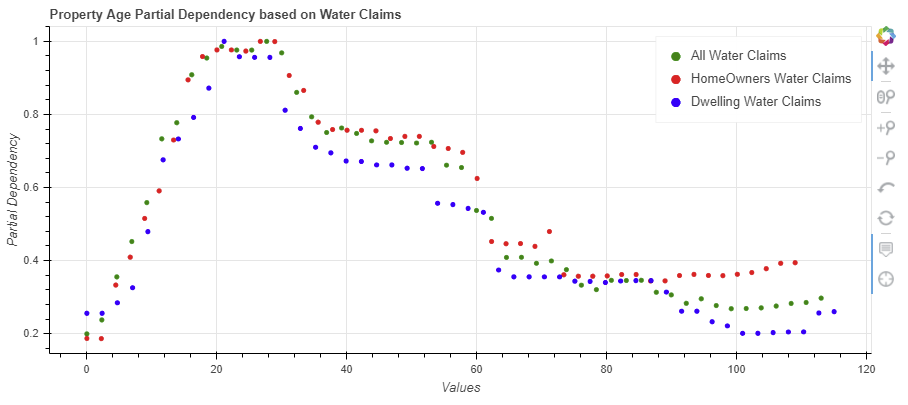 Property Age Partial Dependency based on Water Claims
All Water Claims
HomeOwners Water Claims
Dwelling Water Claims
Partial Dependency
1
0.8
0.6
0.4
0.2
0 20 40 60 80 100 120
Values